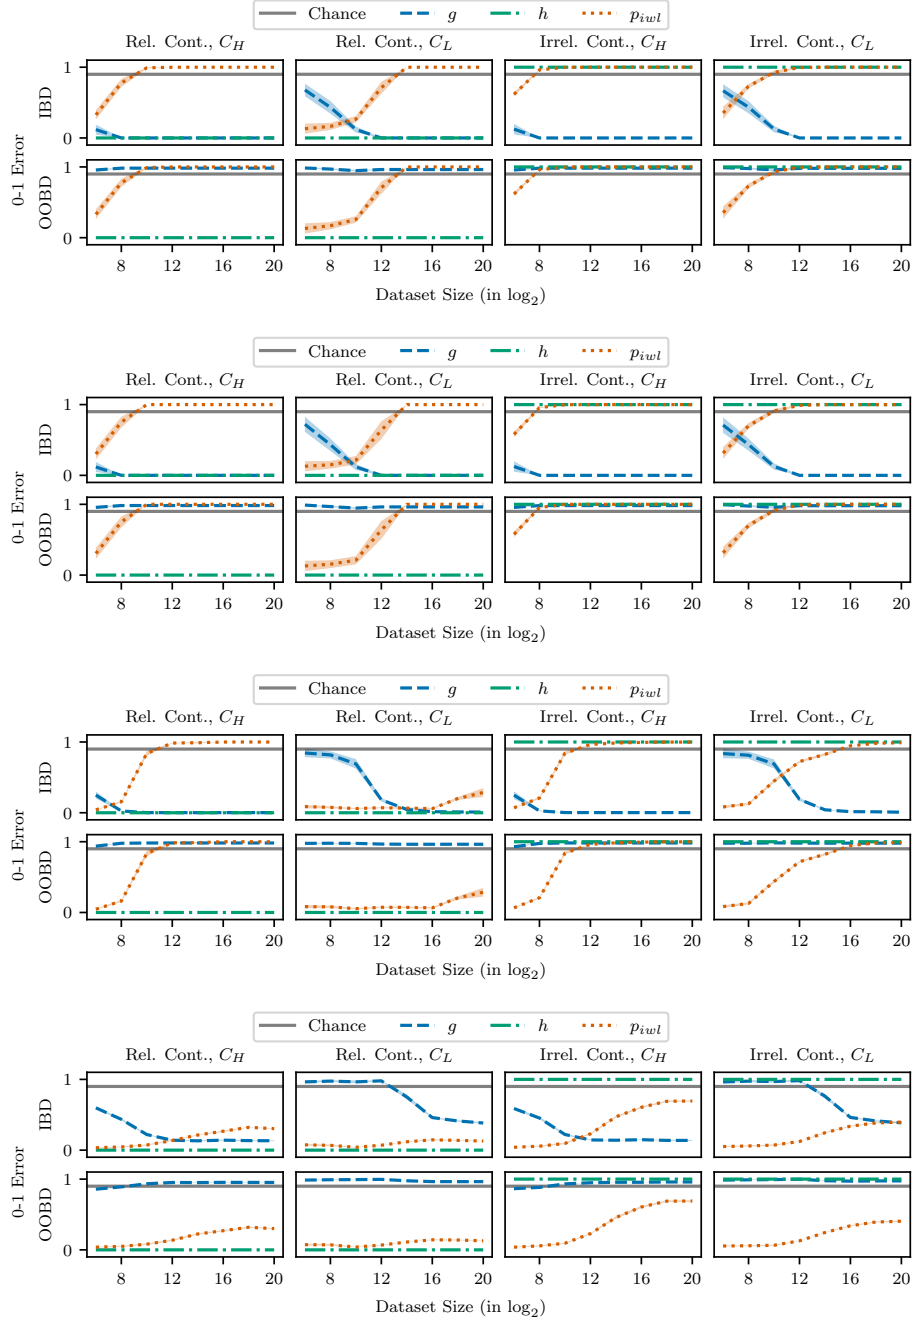 Chance g h p_{iwl}
Rel. Cont., C_H Rel. Cont., C_L Irrel. Cont., C_H Irrel. Cont., C_L
0-1 Error
IBD
1
0
OOBD
1
0
8 12 16 20 8 12 16 20 8 12 16 20 8 12 16 20
Dataset Size (in log_2)
Chance g h p_{iwl}
Rel. Cont., C_H Rel. Cont., C_L Irrel. Cont., C_H Irrel. Cont., C_L
0-1 Error
IBD
1
0
OOBD
1
0
8 12 16 20 8 12 16 20 8 12 16 20 8 12 16 20
Dataset Size (in log_2)
Chance g h p_{iwl}
Rel. Cont., C_H Rel. Cont., C_L Irrel. Cont., C_H Irrel. Cont., C_L
0-1 Error
IBD
1
0
OOBD
1
0
8 12 16 20 8 12 16 20 8 12 16 20 8 12 16 20
Dataset Size (in log_2)
Chance g h p_{iwl}
Rel. Cont., C_H Rel. Cont., C_L Irrel. Cont., C_H Irrel. Cont., C_L
0-1 Error
IBD
1
0
OOBD
1
0
8 12 16 20 8 12 16 20 8 12 16 20 8 12 16 20
Dataset Size (in log_2)